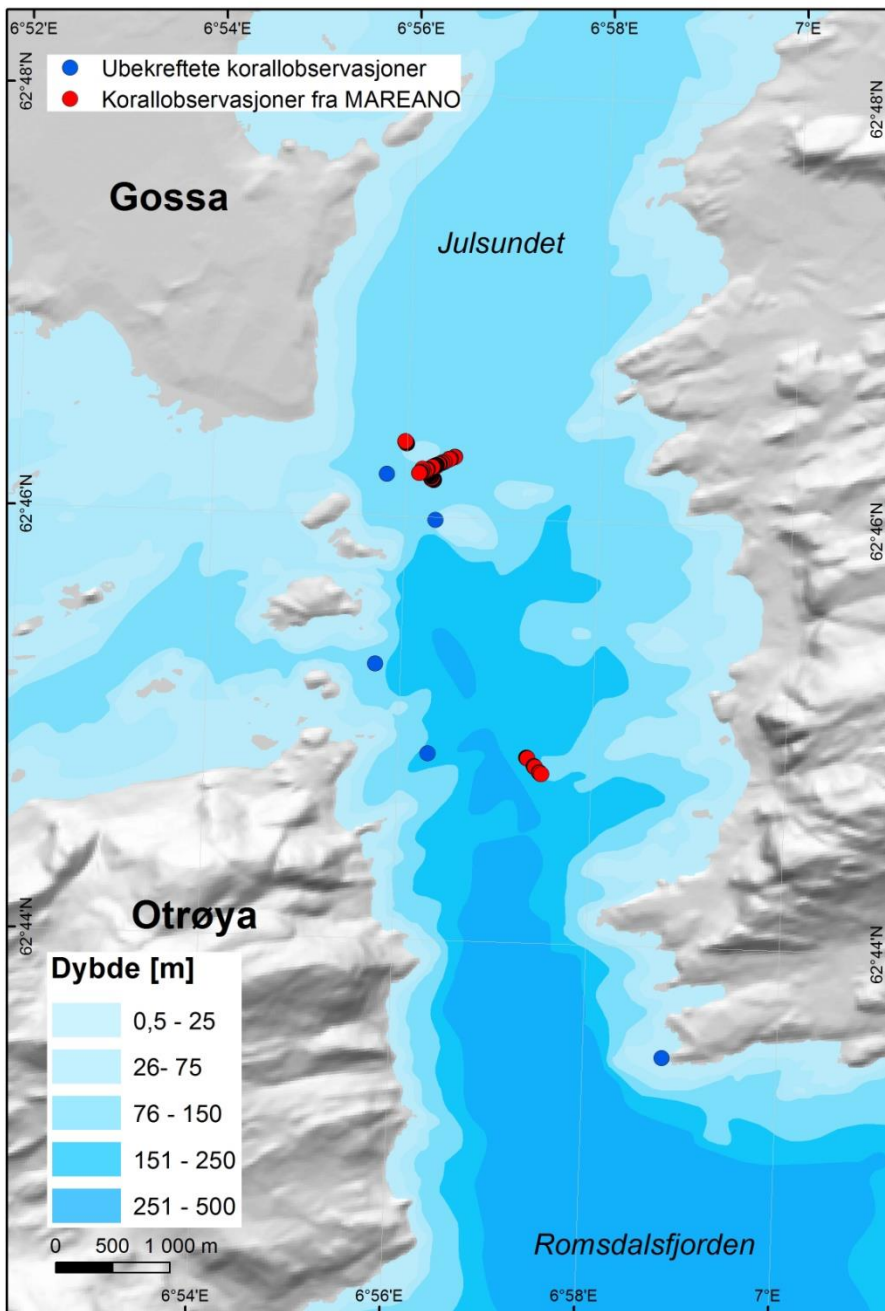 6°52'E 6°54'E 6°56'E 6°58'E 7°E
Ubekreftete korallobservasjoner
Korallobservasjoner fra MAREANO
62°48'N
62°48'N
Gossa
Julsundet
62°46'N
62°46'N
Otrøya
62°44'N
62°44'N
Dybde [m]
0,5 - 25
26- 75
76 - 150
151 - 250
251 - 500
0 500 1 000 m
Romsdalsfjorden
6°54'E 6°56'E 6°58'E 7°E